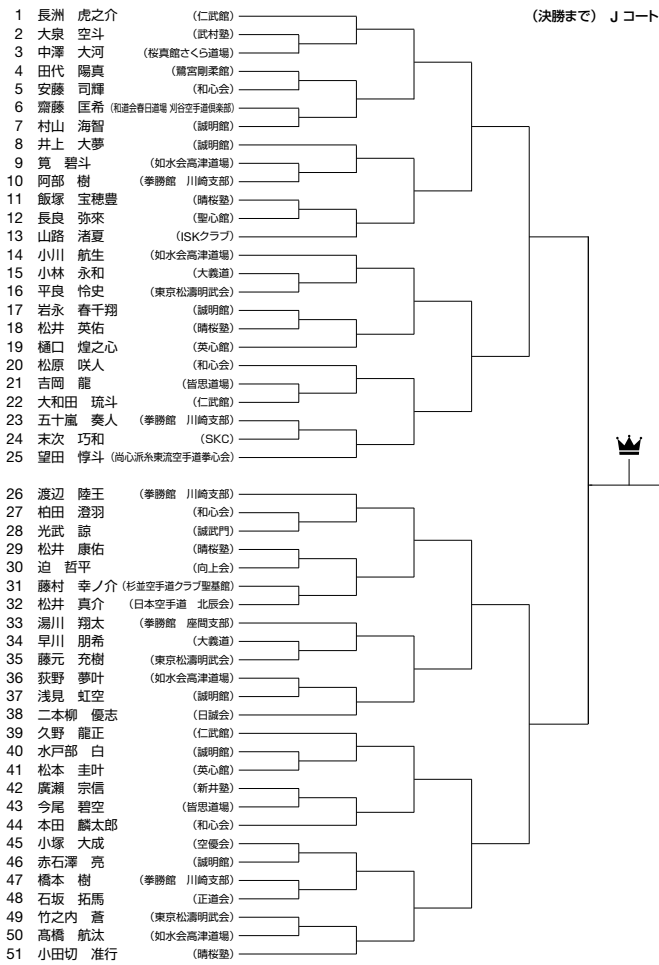 (決勝まで) Jコート
1 長洲 虎之介 (仁武館)
2 大泉 空斗 (武村塾)
3 中澤 大河 (桜真館さくら道場)
4 田代 陽真 (鷺宮剛柔館)
5 安藤 司輝 (和心会)
6 齋藤 匡希 (和道会春日道場 刈谷空手道倶楽部)
7 村山 海智 (誠明館)
8 井上 大夢 (誠明館)
9 筧 碧斗 (如水会高津道場)
10 阿部 樹 (拳勝館 川崎支部)
11 飯塚 宝穂豊 (晴桜塾)
12 長良 弥來 (聖心館)
13 山路 渚夏 (ISKクラブ)
14 小川 航生 (如水会高津道場)
15 小林 永和 (大義道)
16 平良 怜史 (東京松濤明武会)
17 岩永 春千翔 (誠明館)
18 松井 英佑 (晴桜塾)
19 樋口 煌之心 (英心館)
20 松原 咲人 (和心会)
21 吉岡 龍 (皆思道場)
22 大和田 琉斗 (仁武館)
23 五十嵐 奏人 (拳勝館 川崎支部)
24 末次 巧和 (SKC)
25 望田 惇斗 (尚心派糸東流空手道拳心会)
26 渡辺 陸王 (拳勝館 川崎支部)
27 柏田 澄羽 (和心会)
28 光武 諒 (誠武門)
29 松井 康佑 (晴桜塾)
30 迫 哲平 (向上会)
31 藤村 幸ノ介 (杉並空手道クラブ聖基館)
32 松井 真介 (日本空手道 北辰会)
33 湯川 翔太 (拳勝館 座間支部)
34 早川 朋希 (大義道)
35 藤元 充樹 (東京松濤明武会)
36 荻野 夢叶 (如水会高津道場)
37 浅見 虹空 (誠明館)
38 二本柳 優志 (日誠会)
39 久野 龍正 (仁武館)
40 水戸部 白 (誠明館)
41 松本 圭叶 (英心館)
42 廣瀬 宗信 (新井塾)
43 今尾 碧空 (皆思道場)
44 本田 麟太郎 (和心会)
45 小塚 大成 (空優会)
46 赤石澤 亮 (誠明館)
47 橋本 樹 (拳勝館 川崎支部)
48 石坂 拓馬 (正道会)
49 竹之内 蒼 (東京松濤明武会)
50 髙橋 航汰 (如水会高津道場)
51 小田切 准行 (晴桜塾)